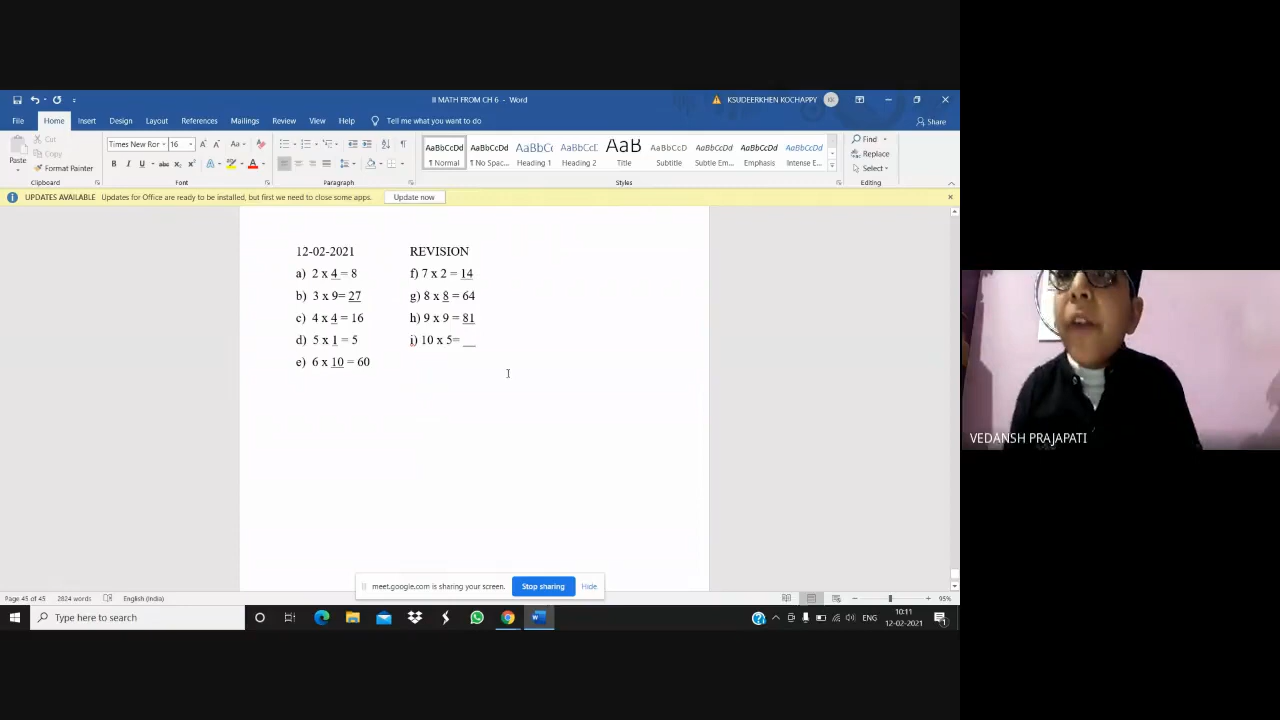 II MATH FROM CH 6 - Word
KSUDEERKHEN KOCHAPPY
KK
File Home Insert Design Layout References Mailings Review View Help Tell me what you want to do
Share
Paste
Cut
Copy
Format Painter
Clipboard
Times New Ror 16
Font
Paragraph
AaBbCcDd AaBbCcDd AaBbCc AaBbCcE AaB AaBbCcD AaBbCcDd AaBbCcDd AaBbCcDd
¶ Normal ¶ No Spac... Heading 1 Heading 2 Title Subtitle Subtle Em... Emphasis Intense E...
Styles
Find
Replace
Select
Editing
UPDATES AVAILABLE Updates for Office are ready to be installed, but first we need to close some apps. Update now
12-02-2021 REVISION
a) 2 x 4 = 8 f) 7 x 2 = 14
b) 3 x 9= 27 g) 8 x 8 = 64
c) 4 x 4 = 16 h) 9 x 9 = 81
d) 5 x 1 = 5 i) 10 x 5= __
e) 6 x 10 = 60
VEDANSH PRAJAPATI
meet.google.com is sharing your screen. Stop sharing Hide
Page 45 of 45 2824 words English (India) 95%
Type here to search
ENG
10:11
12-02-2021